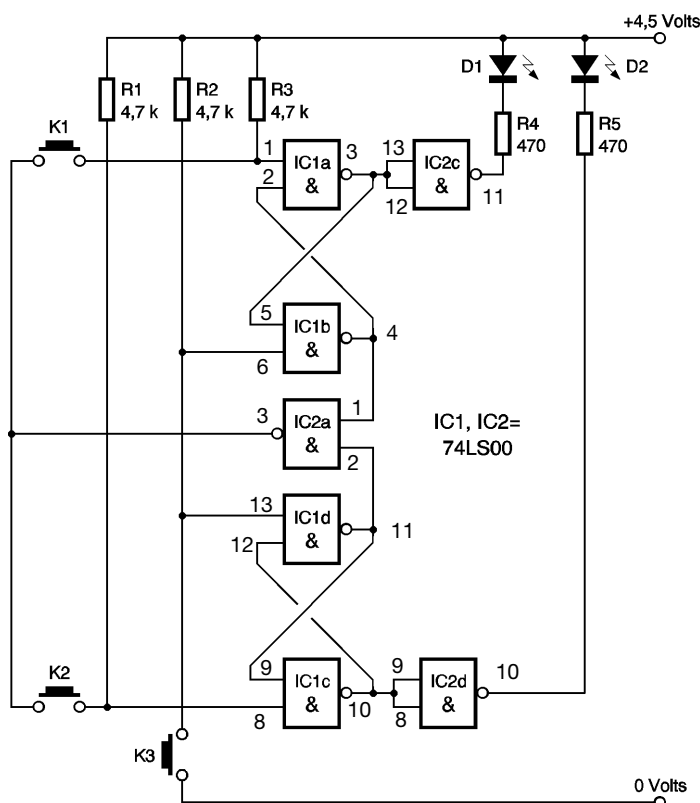 +4,5 Volts
R1
4,7 k
R2
4,7 k
R3
4,7 k
D1
D2
R4
470
R5
470
K1
1
2
IC1a
&
3
13
12
IC2c
&
11
5
6
IC1b
&
4
3
IC2a
&
1
2
IC1, IC2=
74LS00
13
12
IC1d
&
11
K2
9
8
IC1c
&
10
9
8
IC2d
&
10
K3
0 Volts